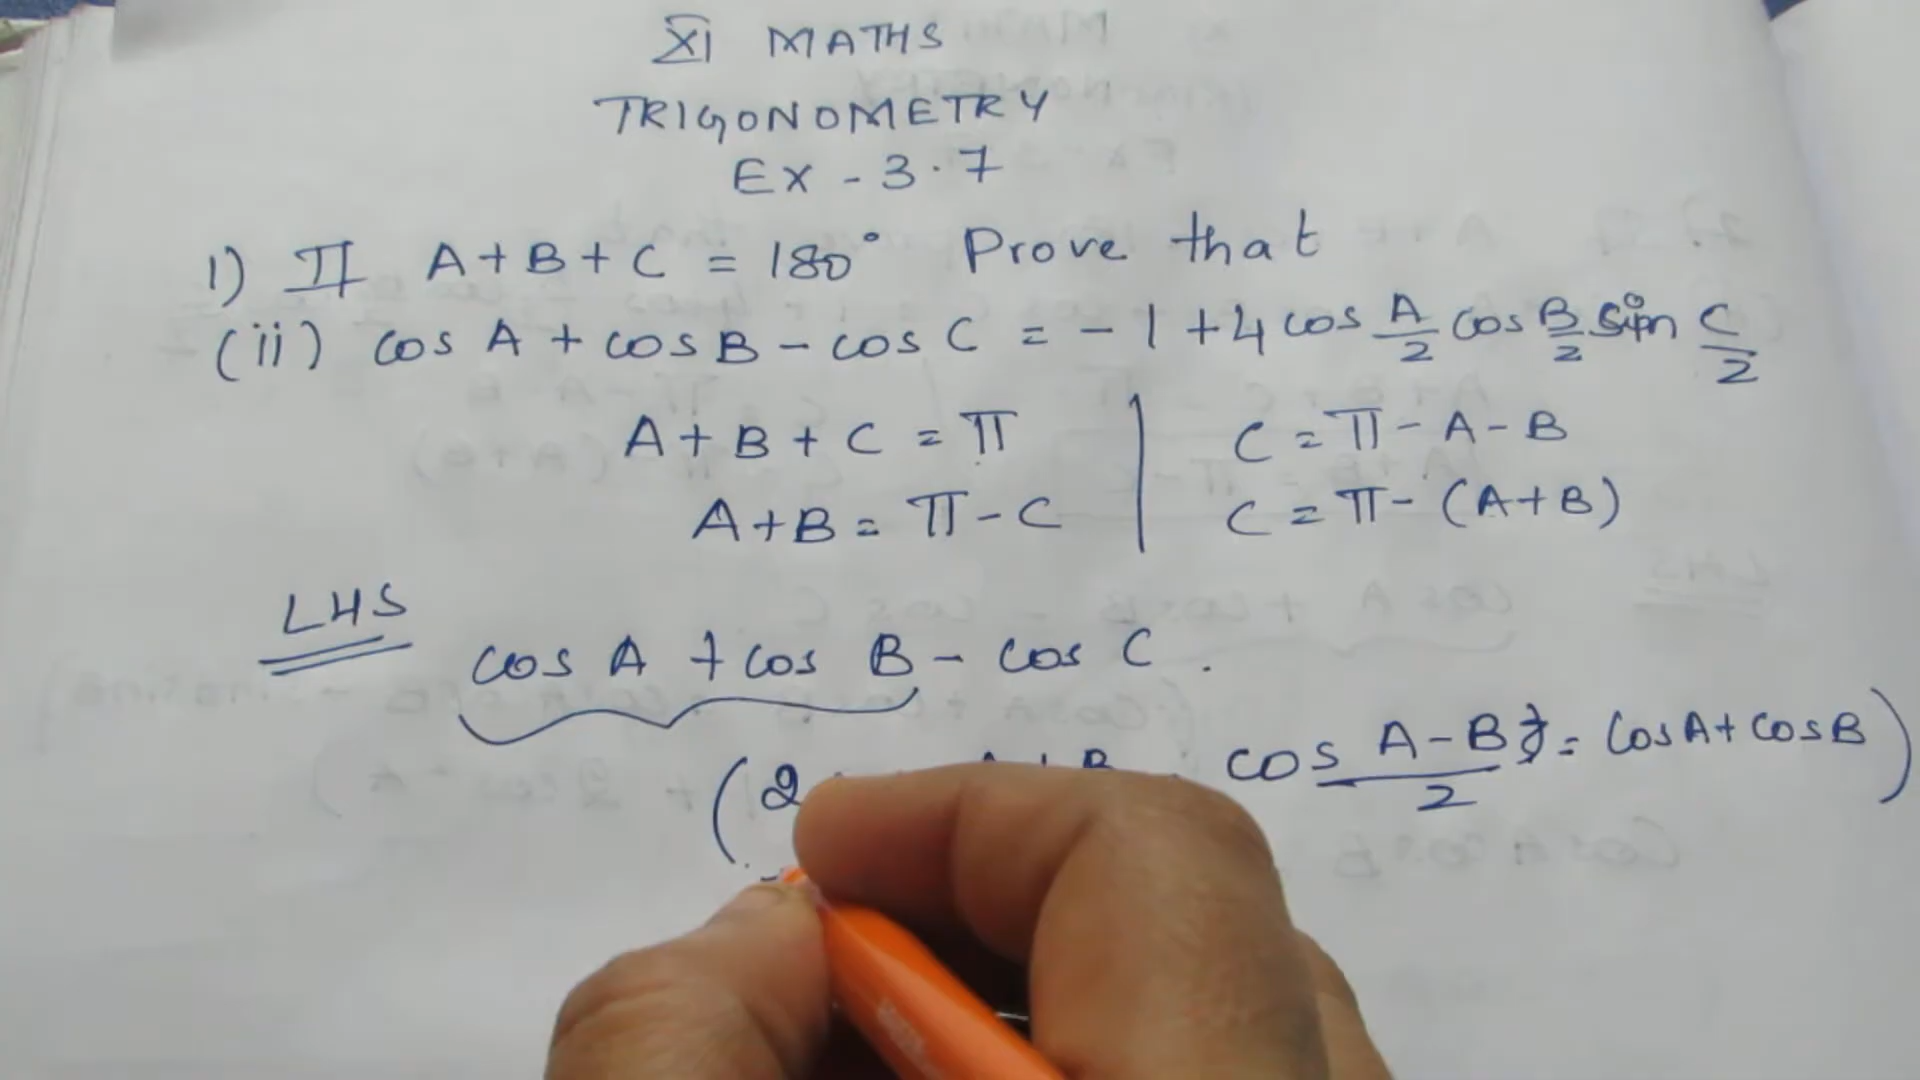 XI MATHS
TRIGONOMETRY
EX - 3.7
1) If A + B + C = 180° Prove that
(ii) cos A + cos B - cos C = - 1 + 4 cos A/2 cos B/2 sin C/2
A + B + C = π
A + B = π - C
C = π - A - B
C = π - (A + B)
LHS
cos A + cos B - cos C.
(2 cos A - B/2 } = cos A + cos B)